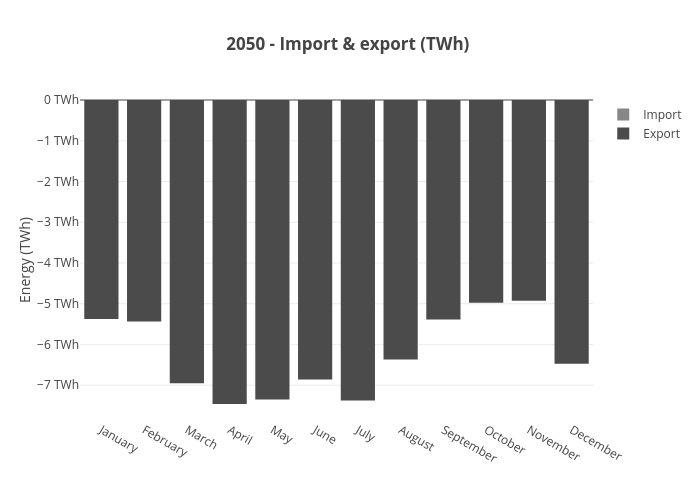 2050 - Import & export (TWh)
Import
Export
Energy (TWh)
0 TWh
−1 TWh
−2 TWh
−3 TWh
−4 TWh
−5 TWh
−6 TWh
−7 TWh
January
February
March
April
May
June
July
August
September
October
November
December